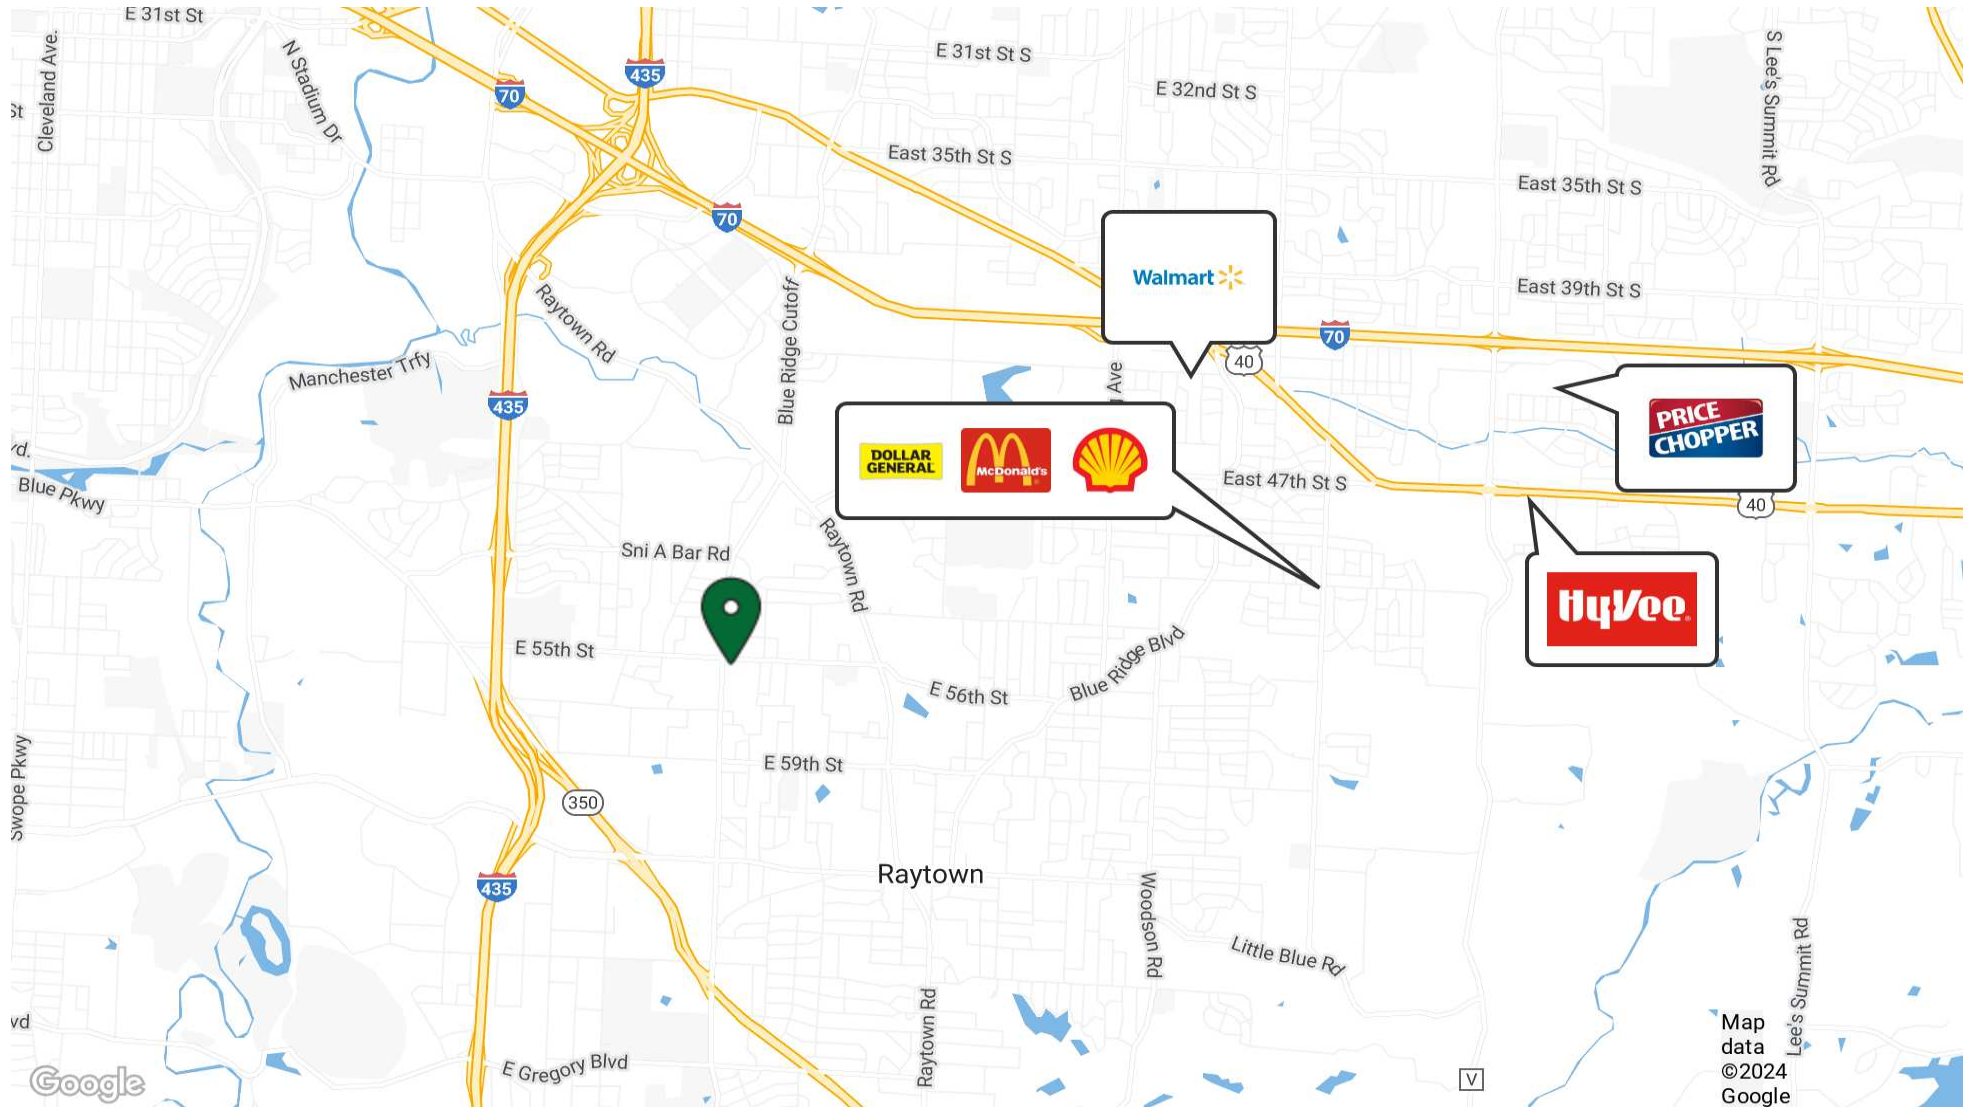 E 31st St
N Stadium Dr
Cleveland Ave.
St
70
435
E 31st St S
E 32nd St S
S Lee's Summit Rd
East 35th St S
East 35th St S
70
Walmart
East 39th St S
Raytown Rd
Blue Ridge Cutoff
70
40
Manchester Trfy
Ave
435
PRICE
CHOPPER
DOLLAR
GENERAL
McDonald's
East 47th St S
40
vd.
Blue Pkwy
Raytown Rd
Sni A Bar Rd
HyVee
E 55th St
Blue Ridge Blvd
E 56th St
E 59th St
Swope Pkwy
350
Raytown
435
Woodson Rd
Little Blue Rd
Lee's Summit Rd
Raytown Rd
vd
E Gregory Blvd
V
Google
Map
data
©2024
Google